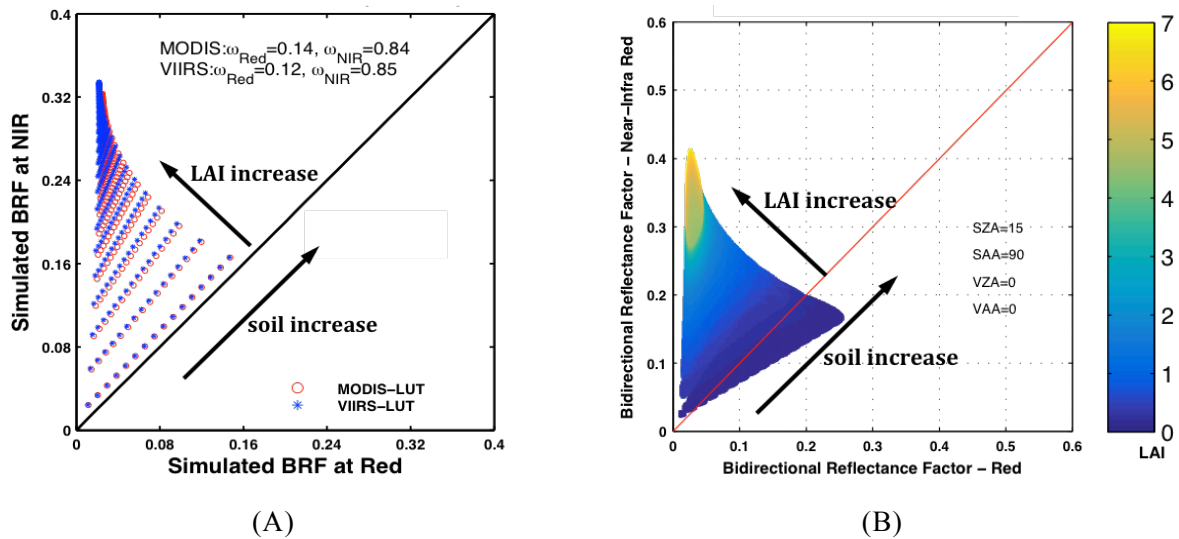 0.4
0.32
0.24
0.16
0.08
0
0
0.08
0.16
0.24
0.32
0.4
Simulated BRF at NIR
Simulated BRF at Red
MODIS:ωRed=0.14, ωNIR=0.84
VIIRS:ωRed=0.12, ωNIR=0.85
LAI increase
soil increase
MODIS−LUT
VIIRS−LUT
(A)
0.6
0.5
0.4
0.3
0.2
0.1
0
0
0.1
0.2
0.3
0.4
0.5
0.6
Bidirectional Reflectance Factor − Near−Infra Red
Bidirectional Reflectance Factor − Red
LAI increase
soil increase
SZA=15
SAA=90
VZA=0
VAA=0
7
6
5
4
3
2
1
0
LAI
(B)